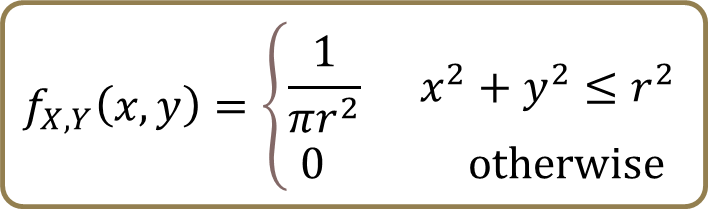 f_{X,Y}(x, y) = { 1/(πr²)   x² + y² ≤ r²
0   otherwise